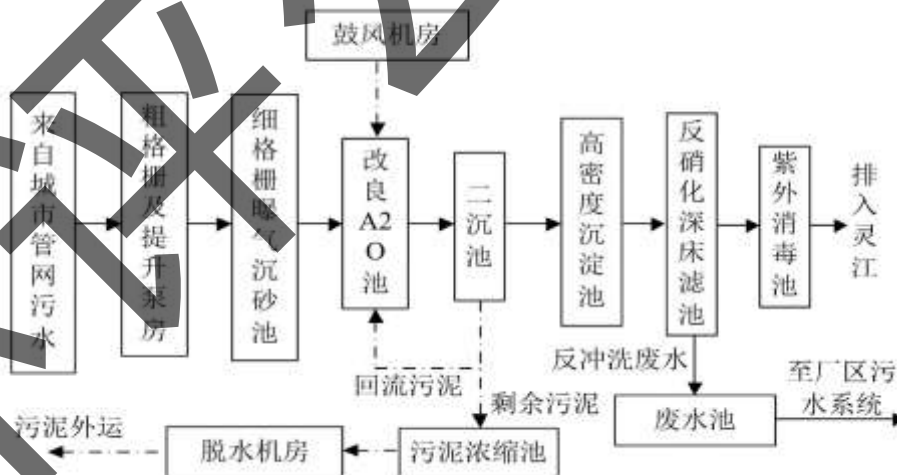 鼓风机房
来自城市管网污水
粗格栅及提升泵房
细格栅曝气沉砂池
改良A2O池
二沉池
高密度沉淀池
反硝化深床滤池
紫外消毒池
排入灵江
回流污泥
剩余污泥
反冲洗废水
废水池
至厂区污
水系统
污泥外运
脱水机房
污泥浓缩池